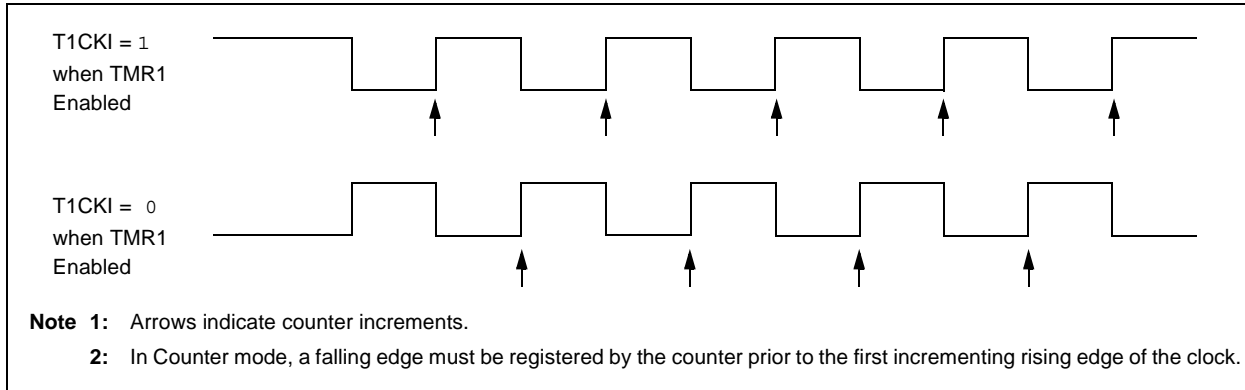 T1CKI = 1
when TMR1
Enabled
T1CKI = 0
when TMR1
Enabled
Note 1: Arrows indicate counter increments.
2: In Counter mode, a falling edge must be registered by the counter prior to the first incrementing rising edge of the clock.